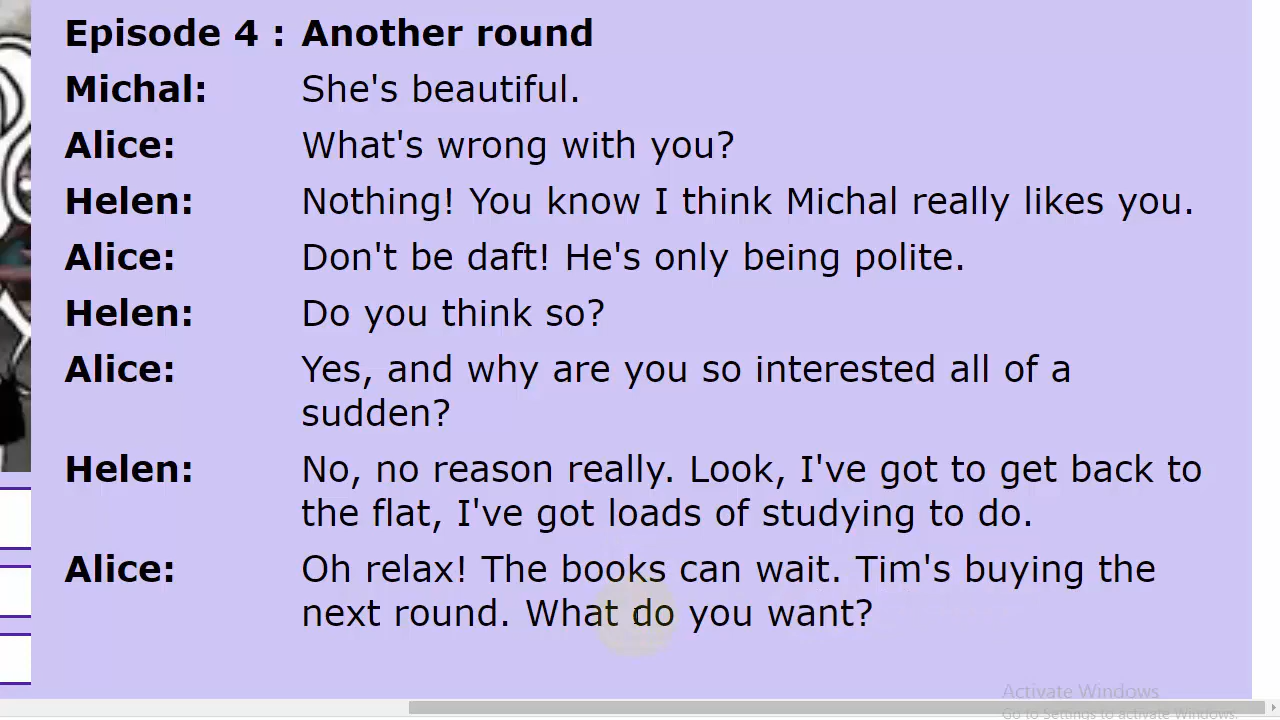 Episode 4 : Another round
Michal: She's beautiful.
Alice: What's wrong with you?
Helen: Nothing! You know I think Michal really likes you.
Alice: Don't be daft! He's only being polite.
Helen: Do you think so?
Alice: Yes, and why are you so interested all of a
sudden?
Helen: No, no reason really. Look, I've got to get back to
the flat, I've got loads of studying to do.
Alice: Oh relax! The books can wait. Tim's buying the
next round. What do you want?
Activate Windows
Go to Settings to activate Windows.